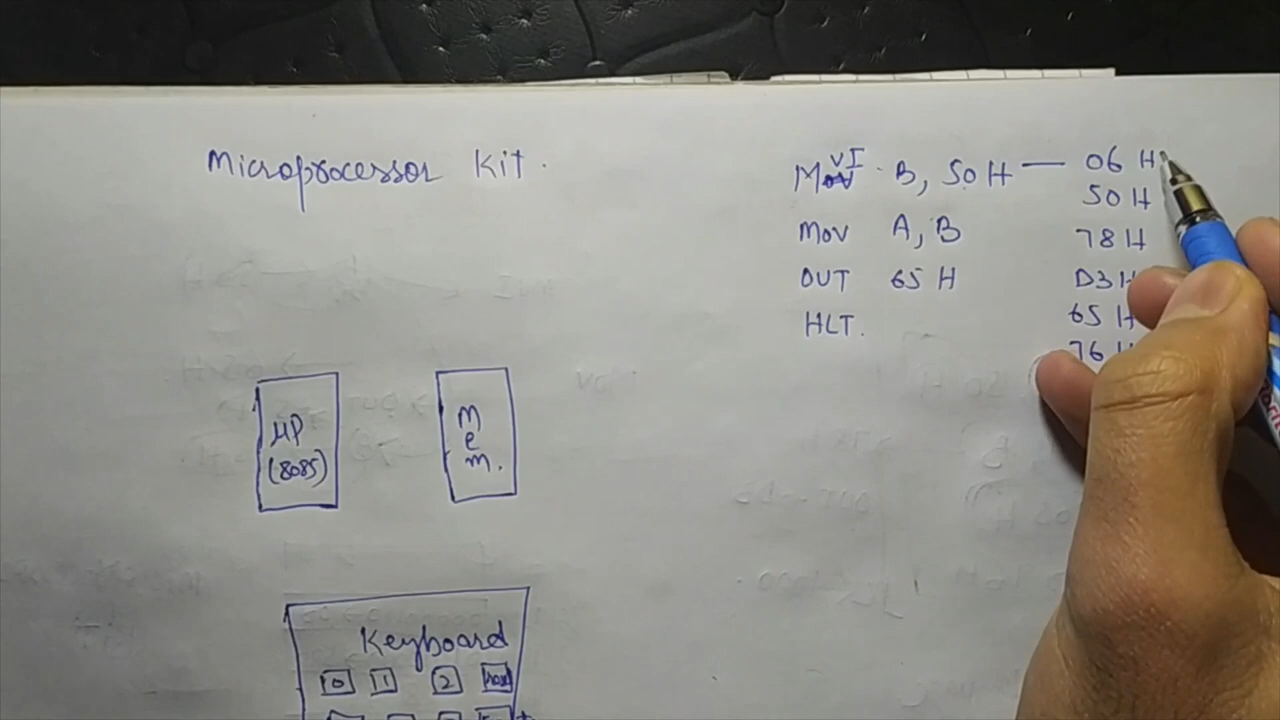 Microprocessor Kit.
MVI B, 50 H — 06 H
50 H
MOV A, B 78 H
OUT 65 H D3 H
65 H
HLT. 76 H
μP
(8085)
Mem.
Keyboard
0 1 2